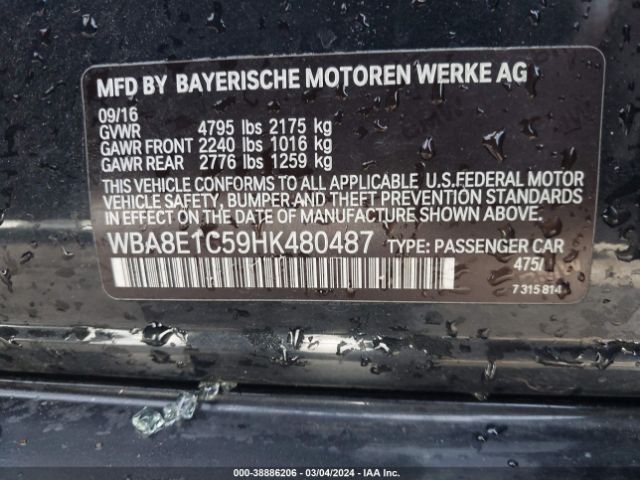 MFD BY BAYERISCHE MOTOREN WERKE AG
09/16
GVWR 4795 lbs 2175 kg
GAWR FRONT 2240 lbs 1016 kg
GAWR REAR 2776 lbs 1259 kg
THIS VEHICLE CONFORMS TO ALL APPLICABLE U.S.FEDERAL MOTOR
VEHICLE SAFETY, BUMPER AND THEFT PREVENTION STANDARDS
IN EFFECT ON THE DATE OF MANUFACTURE SHOWN ABOVE.
WBA8E1C59HK480487 TYPE: PASSENGER CAR
475/
7 315 814
000-38886206 - 03/04/2024 - IAA Inc.